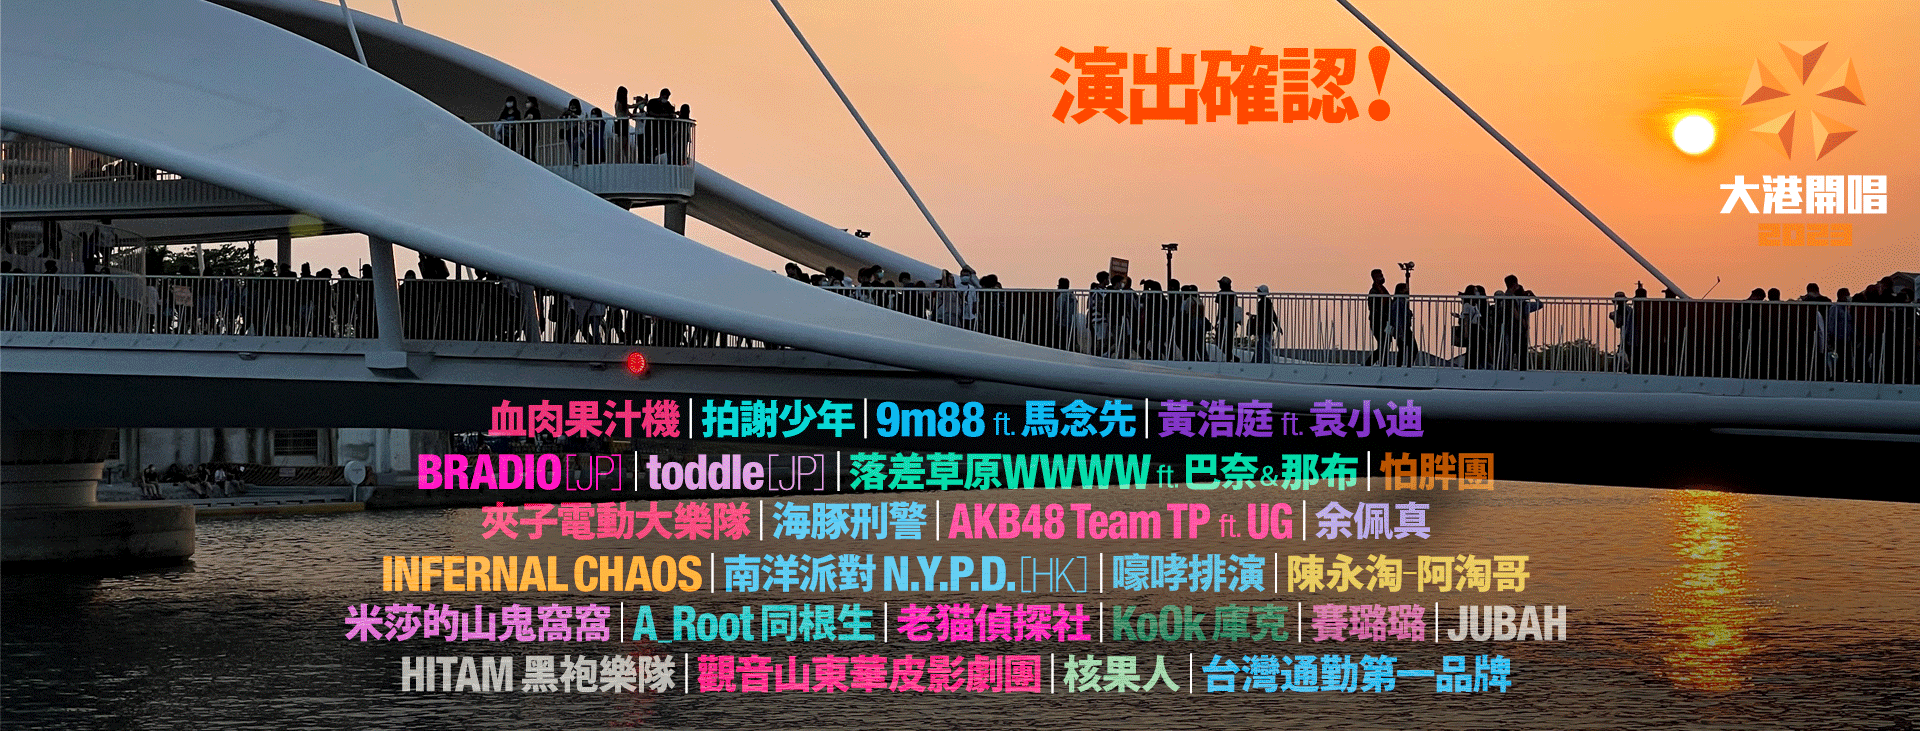 演出確認！
大港開唱
2023
血肉果汁機|拍謝少年|9m88 ft. 馬念先|黃浩庭 ft. 袁小迪
BRADIO[JP]|toddle[JP]|落差草原WWWW ft. 巴奈&那布|怕胖團
夾子電動大樂隊|海豚刑警|AKB48 Team TP ft. UG|余佩真
INFERNAL CHAOS|南洋派對 N.Y.P.D.[HK]|嚎哮排演|陳永淘-阿淘哥
米莎的山鬼窩窩|A_Root 同根生|老貓偵探社|KoOk 庫克|賽璐璐|JUBAH
HITAM 黑袍樂隊|觀音山東華皮影劇團|核果人|台灣通勤第一品牌